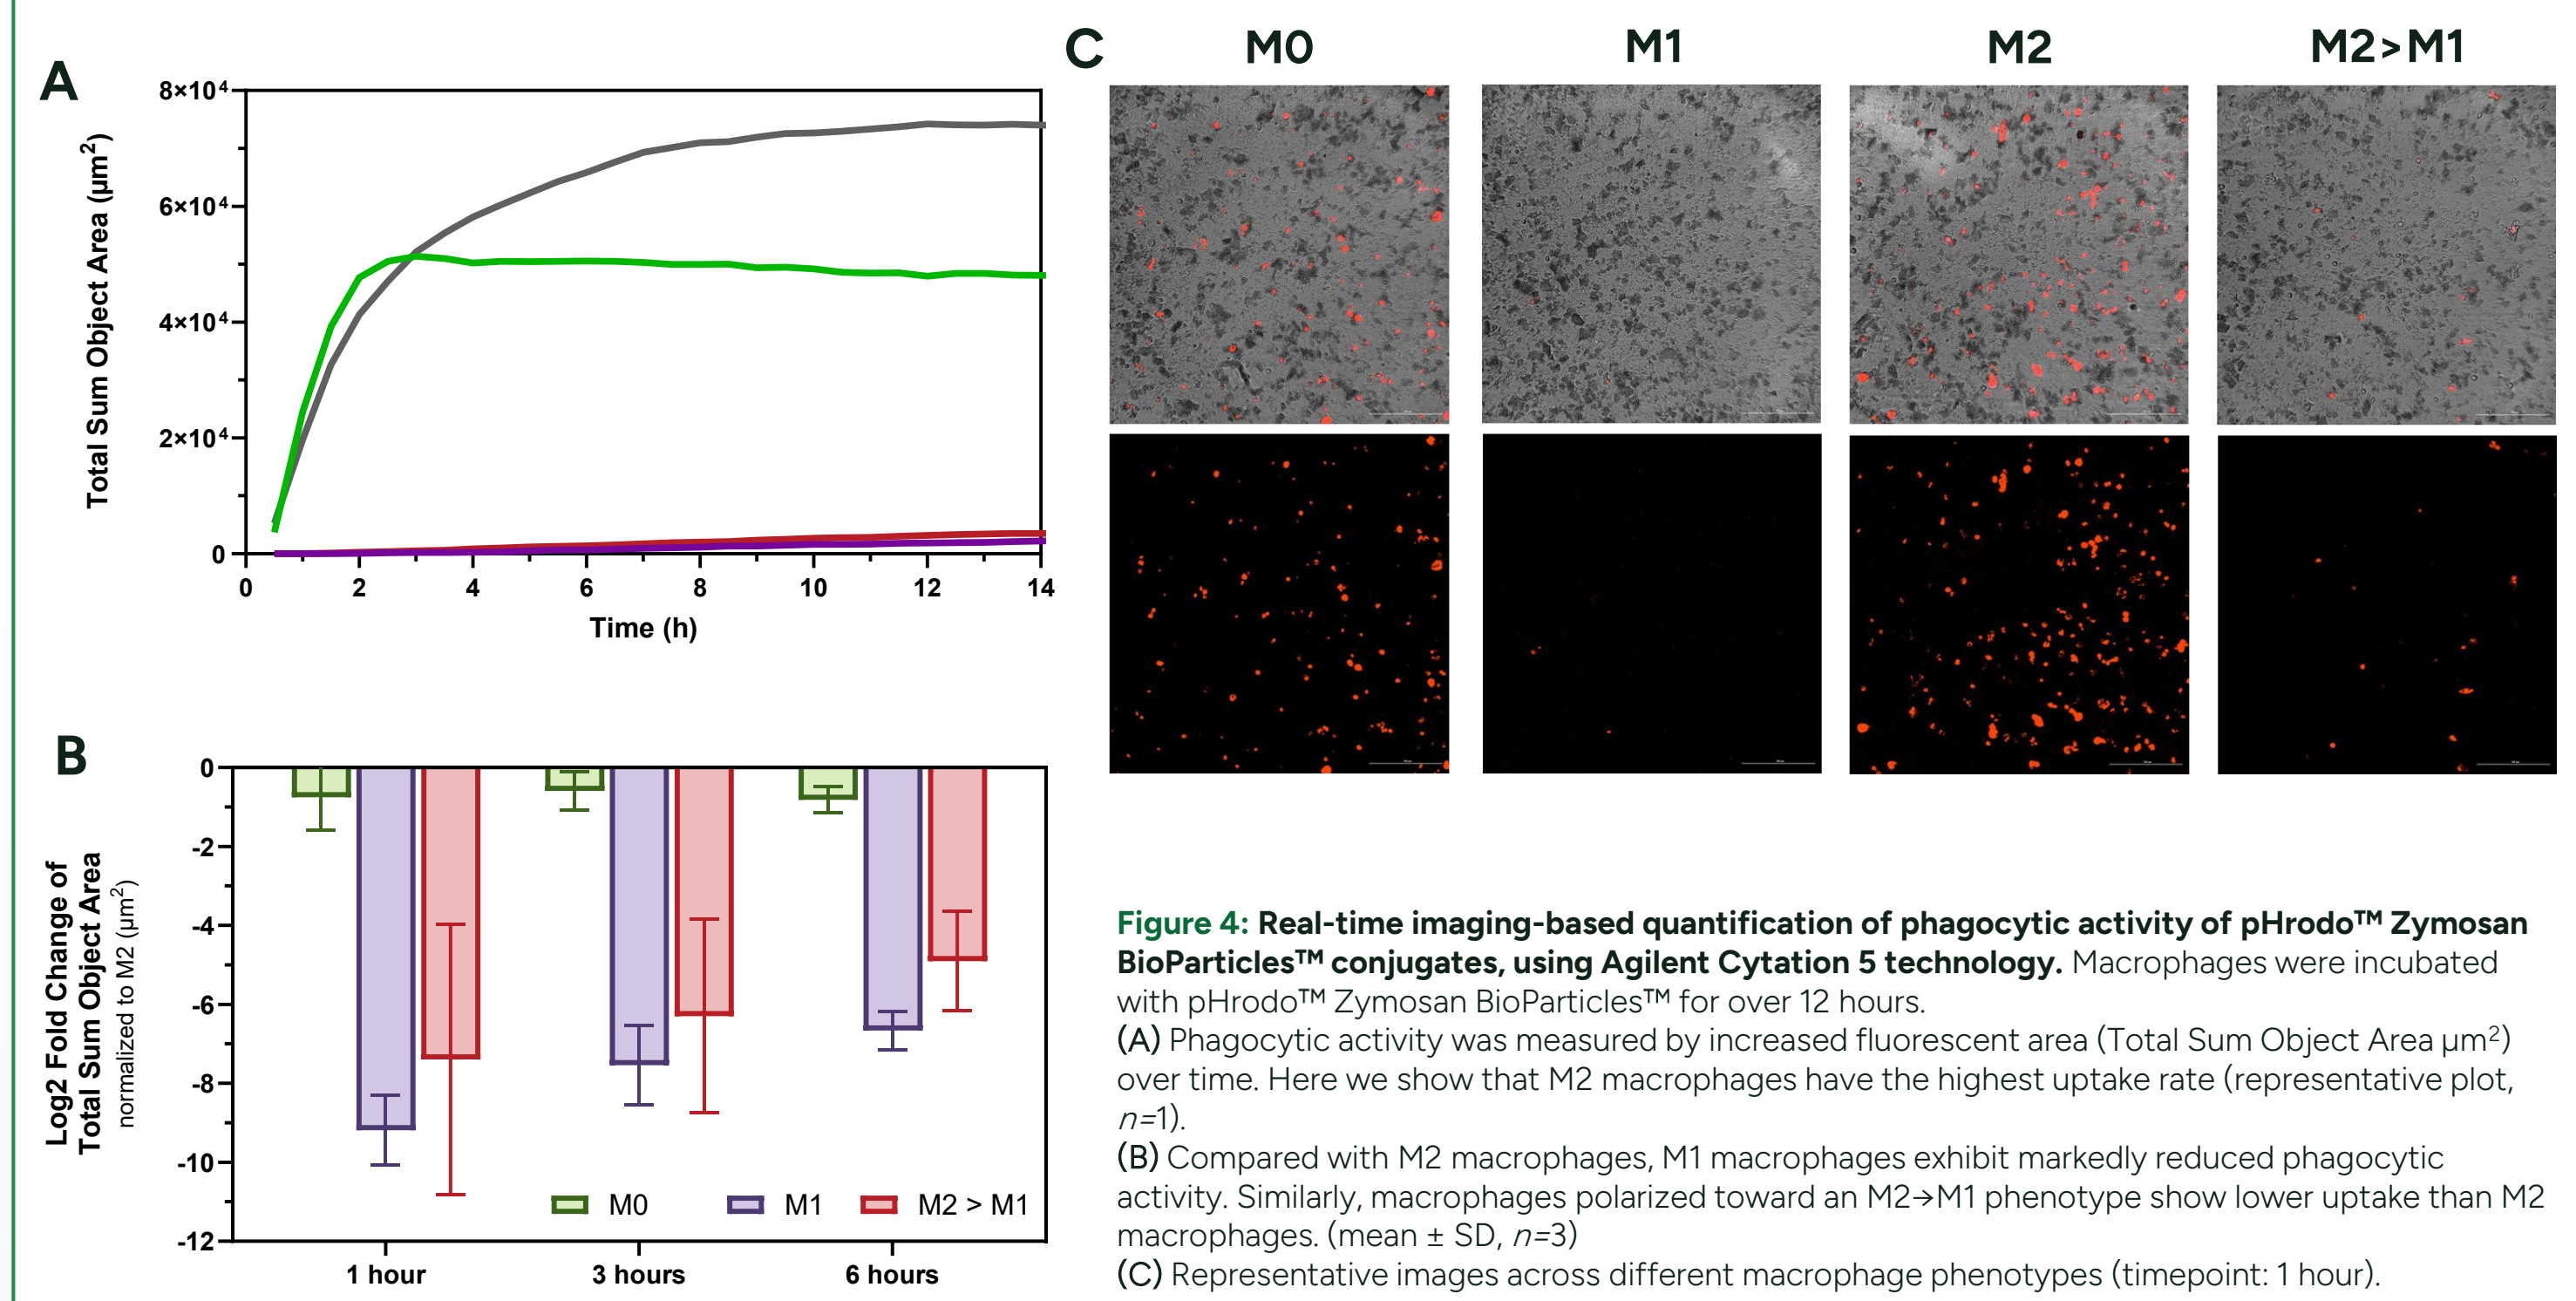 A
8×10⁴
6×10⁴
4×10⁴
2×10⁴
0
Total Sum Object Area (µm²)
0 2 4 6 8 10 12 14
Time (h)
B
0
-2
-4
-6
-8
-10
-12
Log2 Fold Change of
Total Sum Object Area
normalized to M2 (µm²)
M0 M1 M2 > M1
1 hour 3 hours 6 hours
C
M0 M1 M2 M2>M1
Figure 4: Real-time imaging-based quantification of phagocytic activity of pHrodo™ Zymosan
BioParticles™ conjugates, using Agilent Cytation 5 technology. Macrophages were incubated
with pHrodo™ Zymosan BioParticles™ for over 12 hours.
(A) Phagocytic activity was measured by increased fluorescent area (Total Sum Object Area µm²)
over time. Here we show that M2 macrophages have the highest uptake rate (representative plot,
n=1).
(B) Compared with M2 macrophages, M1 macrophages exhibit markedly reduced phagocytic
activity. Similarly, macrophages polarized toward an M2→M1 phenotype show lower uptake than M2
macrophages. (mean ± SD, n=3)
(C) Representative images across different macrophage phenotypes (timepoint: 1 hour).